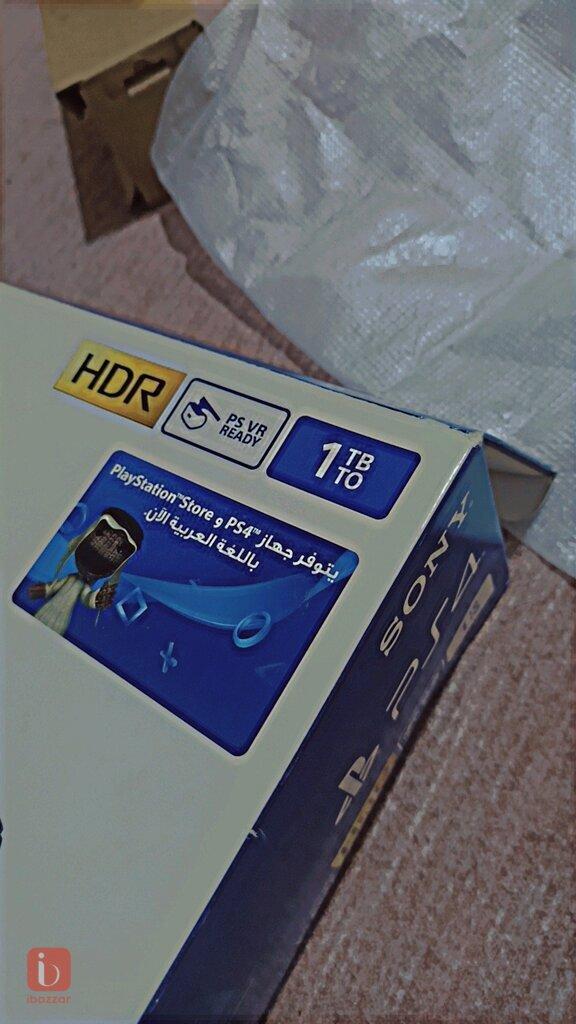 HDR
PS VR
READY
1 TB
TO
يتوفر جهاز PS4™ و PlayStation™Store
باللغة العربية الآن.
SONY
PS4
ibazzar